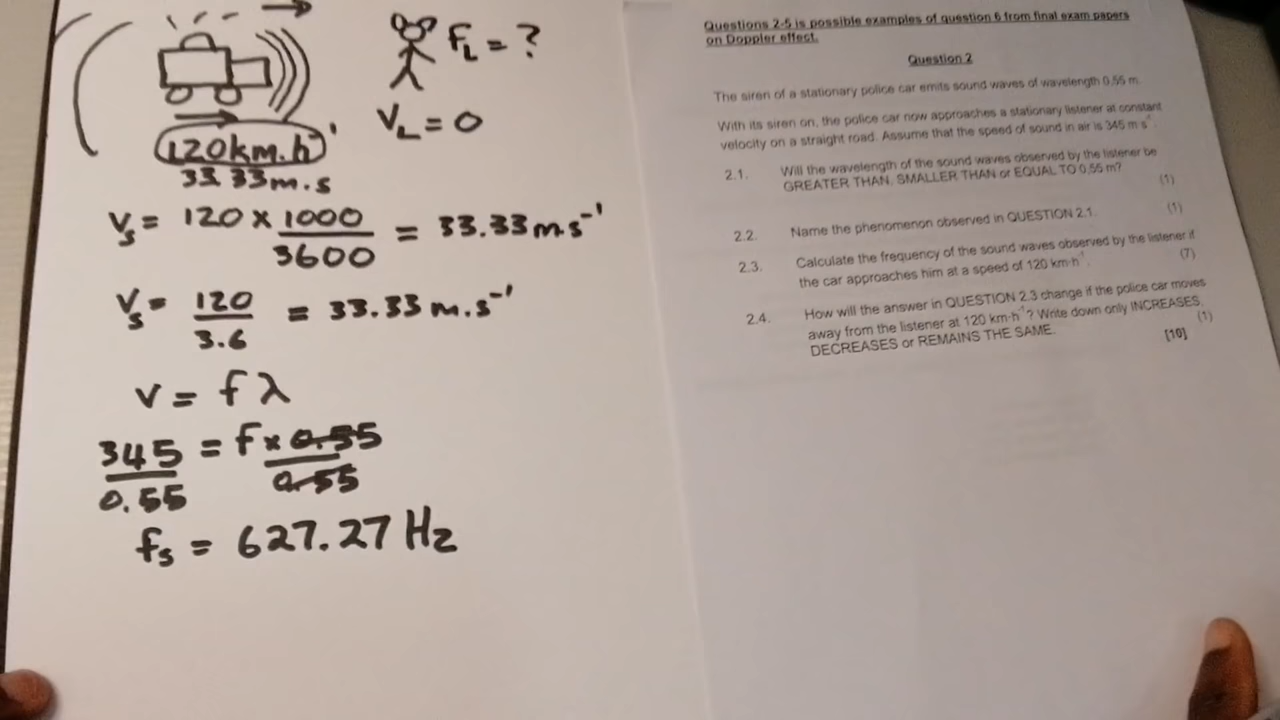 f_L = ?
V_L = 0
120km.h⁻¹
33.33m.s
V_s = 120 × 1000/3600 = 33.33m.s⁻¹
V_s = 120/3.6 = 33.33m.s⁻¹
v = fλ
345/0.55 = f×0.55/0.55
f_s = 627.27 Hz
Questions 2-5 is possible examples of question 6 from final exam papers
on Doppler effect.
Question 2
The siren of a stationary police car emits sound waves of wavelength 0,55 m.
With its siren on, the police car now approaches a stationary listener at constant
velocity on a straight road. Assume that the speed of sound in air is 345 m·s⁻¹.
2.1. Will the wavelength of the sound waves observed by the listener be
GREATER THAN, SMALLER THAN or EQUAL TO 0,55 m?
(1)
2.2. Name the phenomenon observed in QUESTION 2.1. (1)
2.3. Calculate the frequency of the sound waves observed by the listener if
the car approaches him at a speed of 120 km·h⁻¹. (7)
2.4. How will the answer in QUESTION 2.3 change if the police car moves
away from the listener at 120 km·h⁻¹? Write down only INCREASES,
DECREASES or REMAINS THE SAME. (1)
[10]